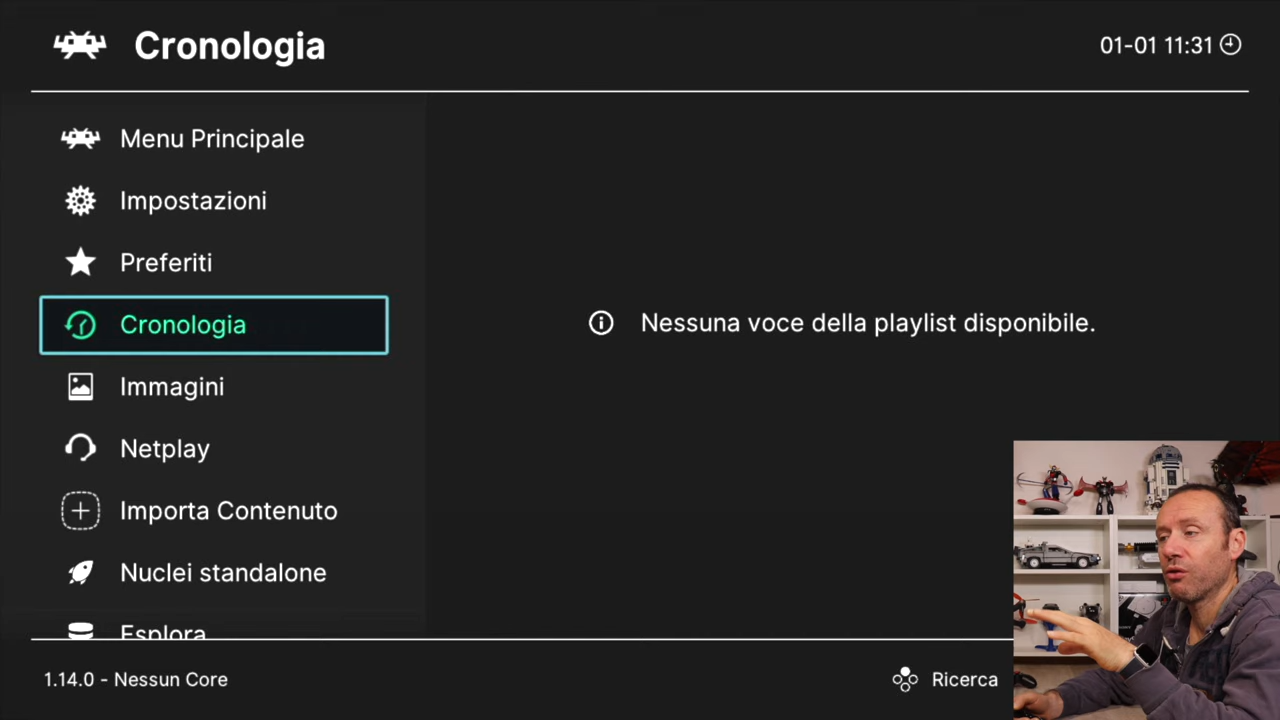 Cronologia
01-01 11:31
Menu Principale
Impostazioni
Preferiti
Cronologia
Immagini
Netplay
Importa Contenuto
Nuclei standalone
Esplora
Nessuna voce della playlist disponibile.
1.14.0 - Nessun Core
Ricerca